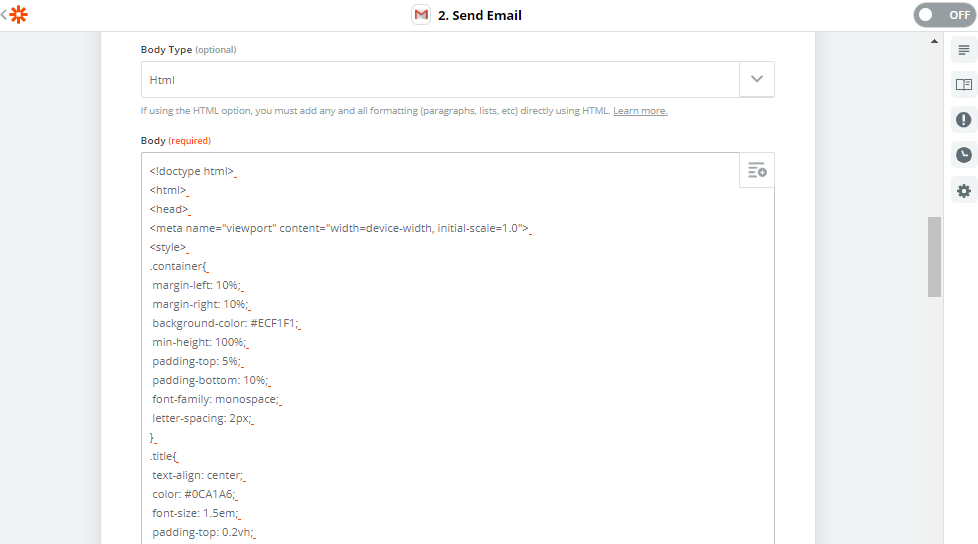 2. Send Email
OFF
Body Type (optional)
Html
If using the HTML option, you must add any and all formatting (paragraphs, lists, etc) directly using HTML. Learn more.
Body (required)
<!doctype html>
<html>
<head>
<meta name="viewport" content="width=device-width, initial-scale=1.0">
<style>
.container{
margin-left: 10%;
margin-right: 10%;
background-color: #ECF1F1;
min-height: 100%;
padding-top: 5%;
padding-bottom: 10%;
font-family: monospace;
letter-spacing: 2px;
}
.title{
text-align: center;
color: #0CA1A6;
font-size: 1.5em;
padding-top: 0.2vh;